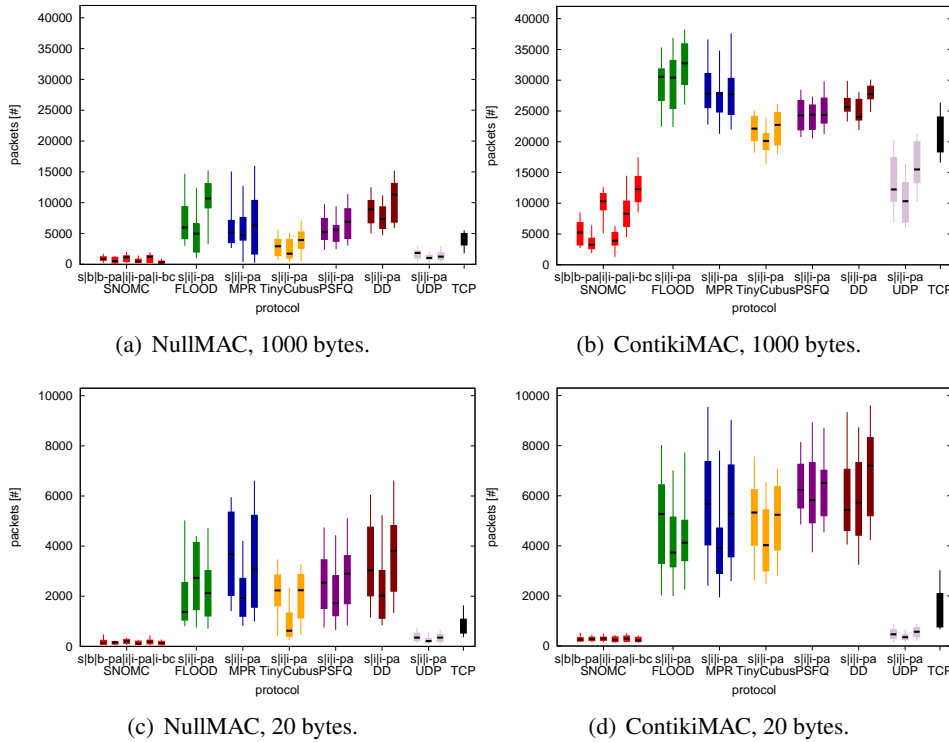 40000
35000
30000
25000
20000
15000
10000
5000
0
packets [#]
s|b|b-pa|i|i-pa|i-bc s|i|i-pa s|i|i-pa s|i|i-pa s|i|i-pa s|i|i-pa s|i|i-pa
SNOMC FLOOD MPR TinyCubus PSFQ DD UDP TCP
protocol
(a) NullMAC, 1000 bytes.
40000
35000
30000
25000
20000
15000
10000
5000
0
packets [#]
s|b|b-pa|i|i-pa|i-bc s|i|i-pa s|i|i-pa s|i|i-pa s|i|i-pa s|i|i-pa s|i|i-pa
SNOMC FLOOD MPR TinyCubus PSFQ DD UDP TCP
protocol
(b) ContikiMAC, 1000 bytes.
10000
8000
6000
4000
2000
0
packets [#]
s|b|b-pa|i|i-pa|i-bc s|i|i-pa s|i|i-pa s|i|i-pa s|i|i-pa s|i|i-pa s|i|i-pa
SNOMC FLOOD MPR TinyCubus PSFQ DD UDP TCP
protocol
(c) NullMAC, 20 bytes.
10000
8000
6000
4000
2000
0
packets [#]
s|b|b-pa|i|i-pa|i-bc s|i|i-pa s|i|i-pa s|i|i-pa s|i|i-pa s|i|i-pa s|i|i-pa
SNOMC FLOOD MPR TinyCubus PSFQ DD UDP TCP
protocol
(d) ContikiMAC, 20 bytes.